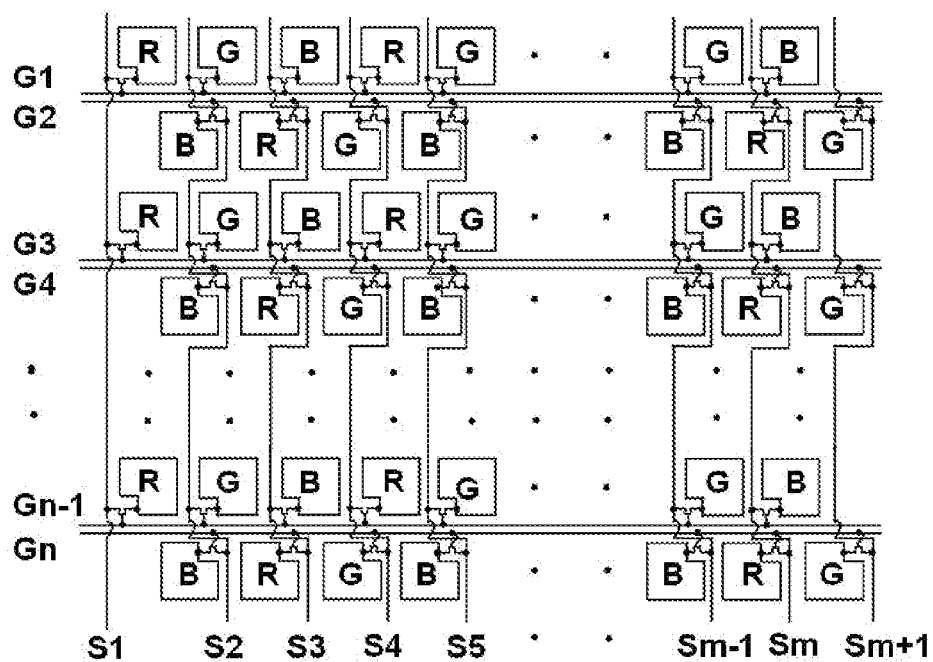 R G B R G G B
G1
G2
B R G B B R G
R G B R G G B
G3
G4
B R G B B R G
R G B R G G B
Gn-1
Gn
B R G B B R G
S1 S2 S3 S4 S5 Sm-1 Sm Sm+1